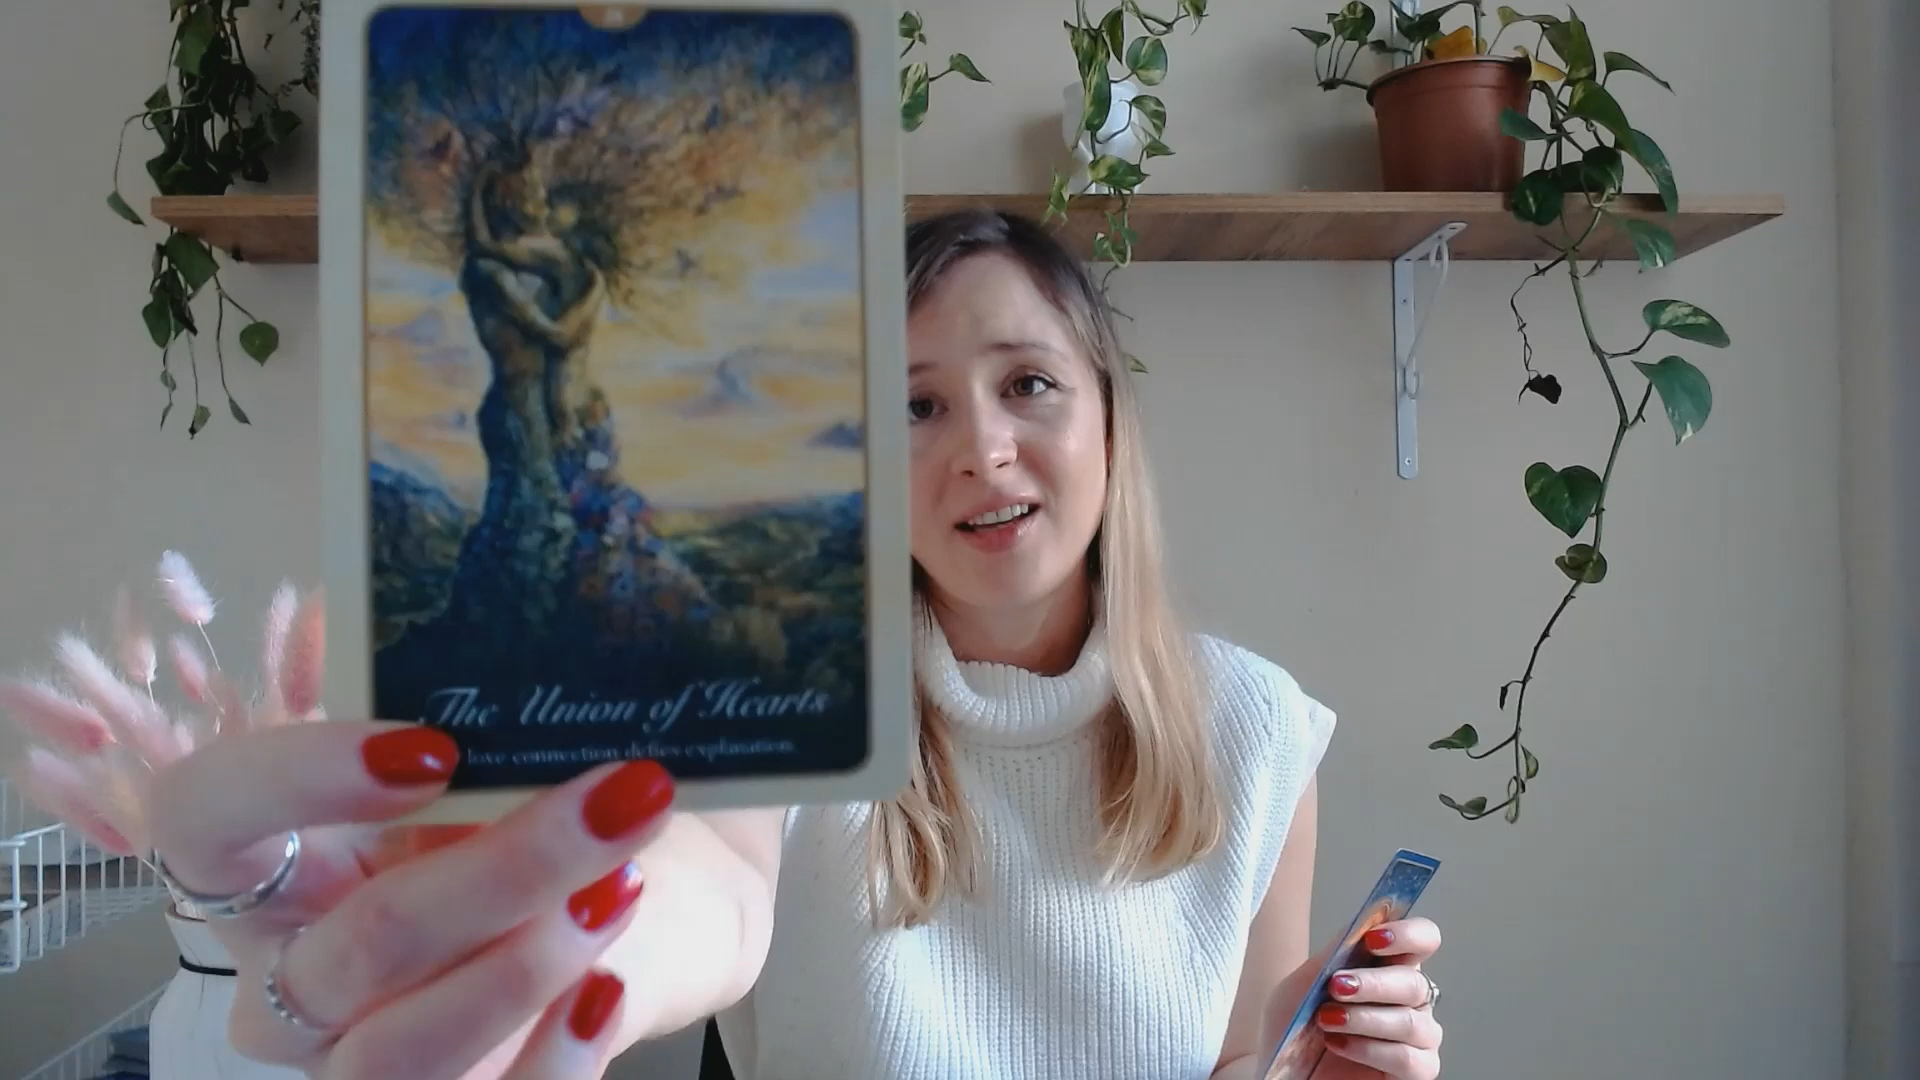 The Union of Hearts
love connection defies explanation.